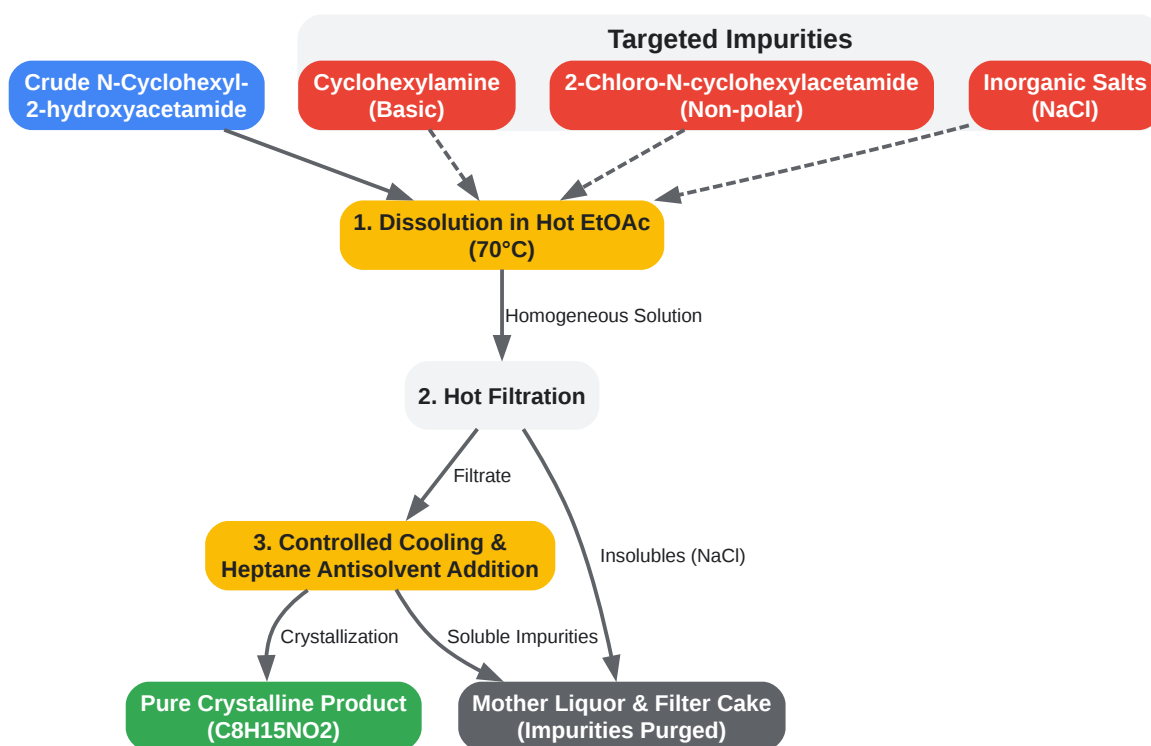 Targeted Impurities
Crude N-Cyclohexyl-
2-hydroxyacetamide
Cyclohexylamine
(Basic)
2-Chloro-N-cyclohexylacetamide
(Non-polar)
Inorganic Salts
(NaCl)
1. Dissolution in Hot EtOAc
(70°C)
Homogeneous Solution
2. Hot Filtration
Filtrate
3. Controlled Cooling &
Heptane Antisolvent Addition
Insolubles (NaCl)
Crystallization
Soluble Impurities
Pure Crystalline Product
(C8H15NO2)
Mother Liquor & Filter Cake
(Impurities Purged)